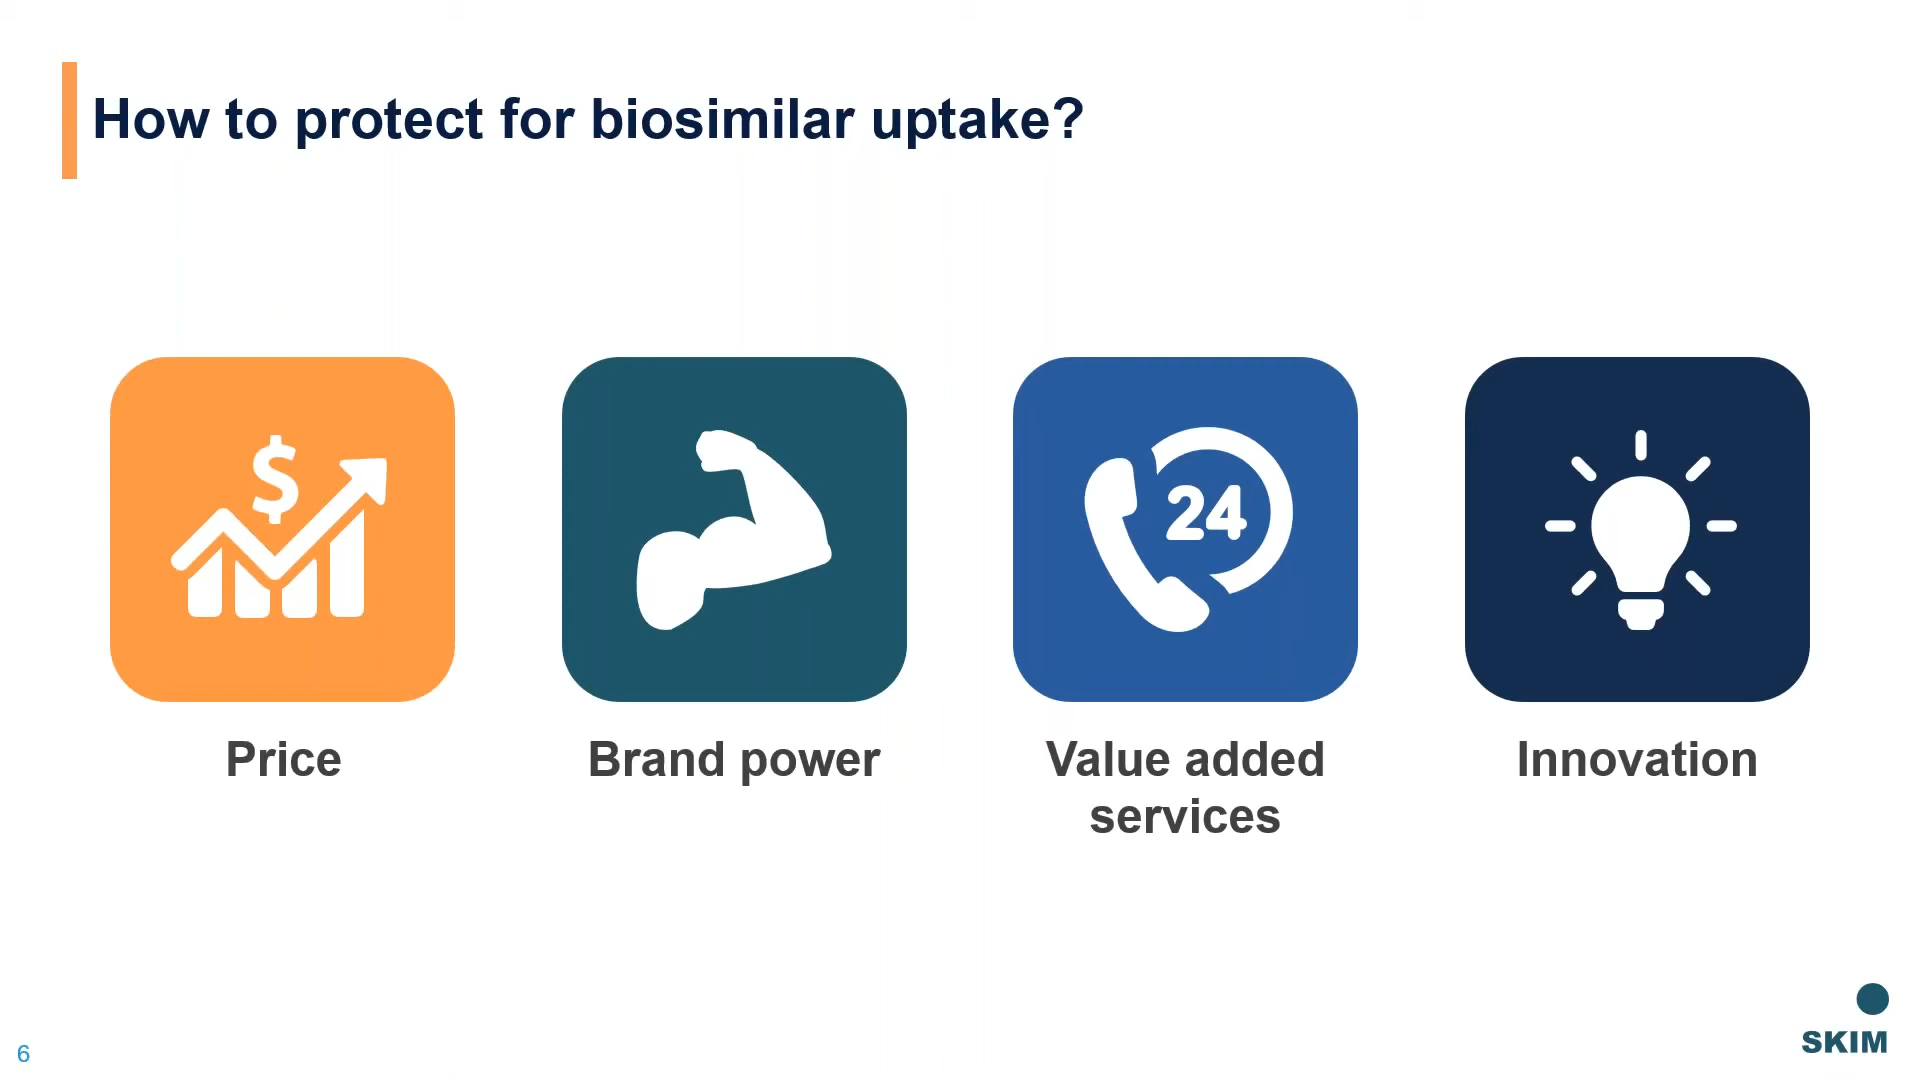 How to protect for biosimilar uptake?
$
24
Price
Brand power
Value added
services
Innovation
6
SKIM